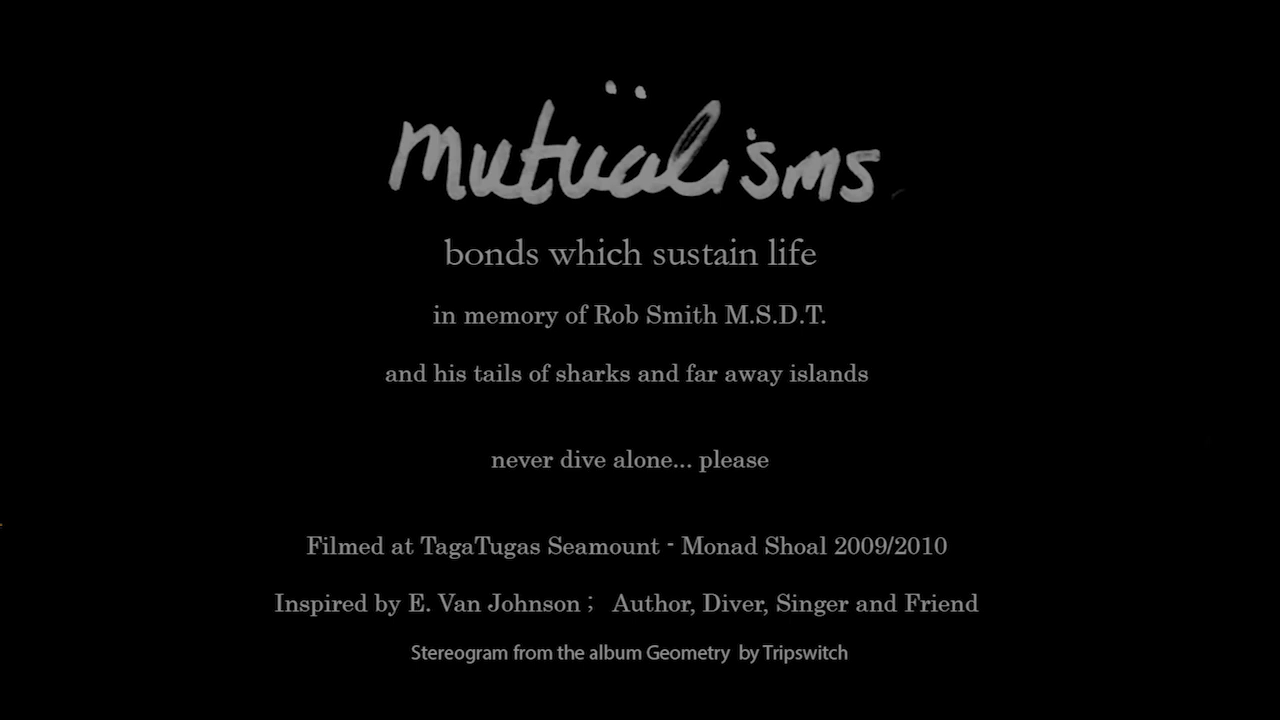 mutüalisms
bonds which sustain life
in memory of Rob Smith M.S.D.T.
and his tails of sharks and far away islands
never dive alone... please
Filmed at TagaTugas Seamount - Monad Shoal 2009/2010
Inspired by E. Van Johnson ; Author, Diver, Singer and Friend
Stereogram from the album Geometry by Tripswitch